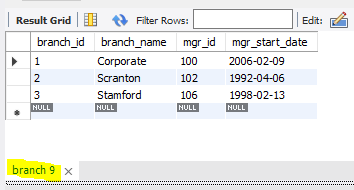 Result Grid Filter Rows: Edit:
branch_id branch_name mgr_id mgr_start_date
1 Corporate 100 2006-02-09
2 Scranton 102 1992-04-06
3 Stamford 106 1998-02-13
NULL NULL NULL NULL
branch 9